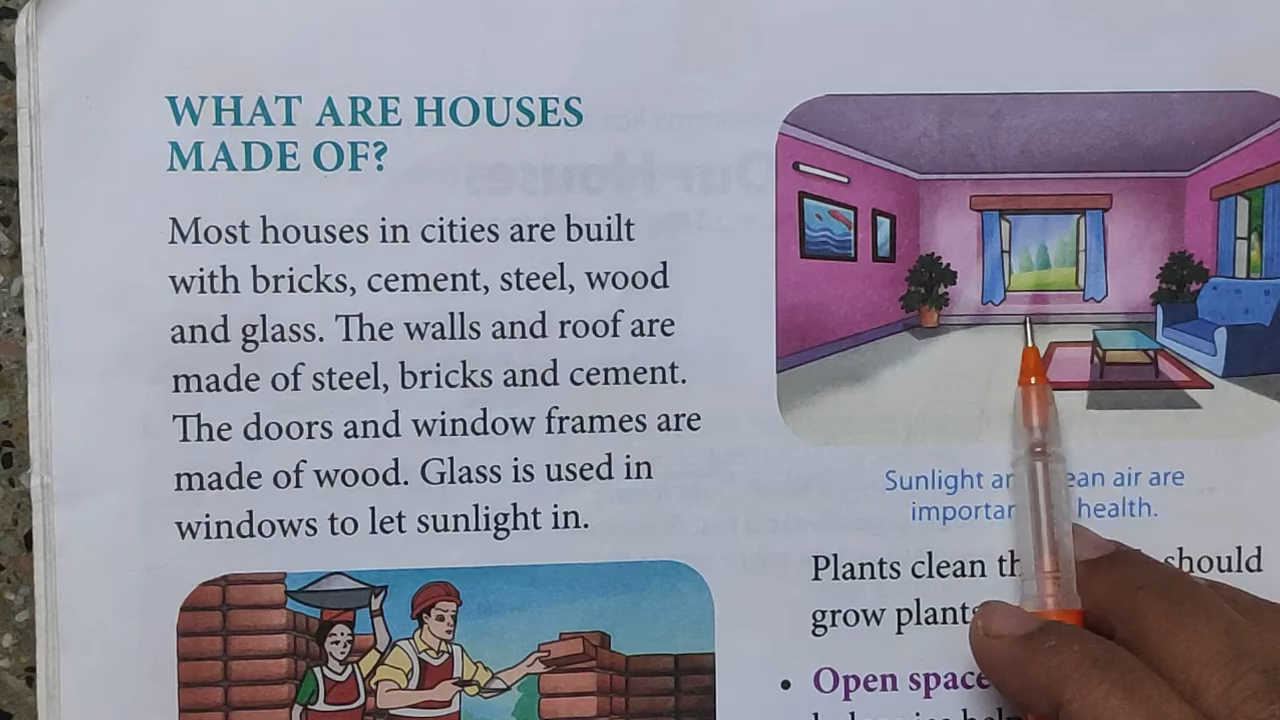 WHAT ARE HOUSES
MADE OF?
Most houses in cities are built
with bricks, cement, steel, wood
and glass. The walls and roof are
made of steel, bricks and cement.
The doors and window frames are
made of wood. Glass is used in
windows to let sunlight in.
Sunlight ean air are
health.
Plants clean should
grow plants
• Open space